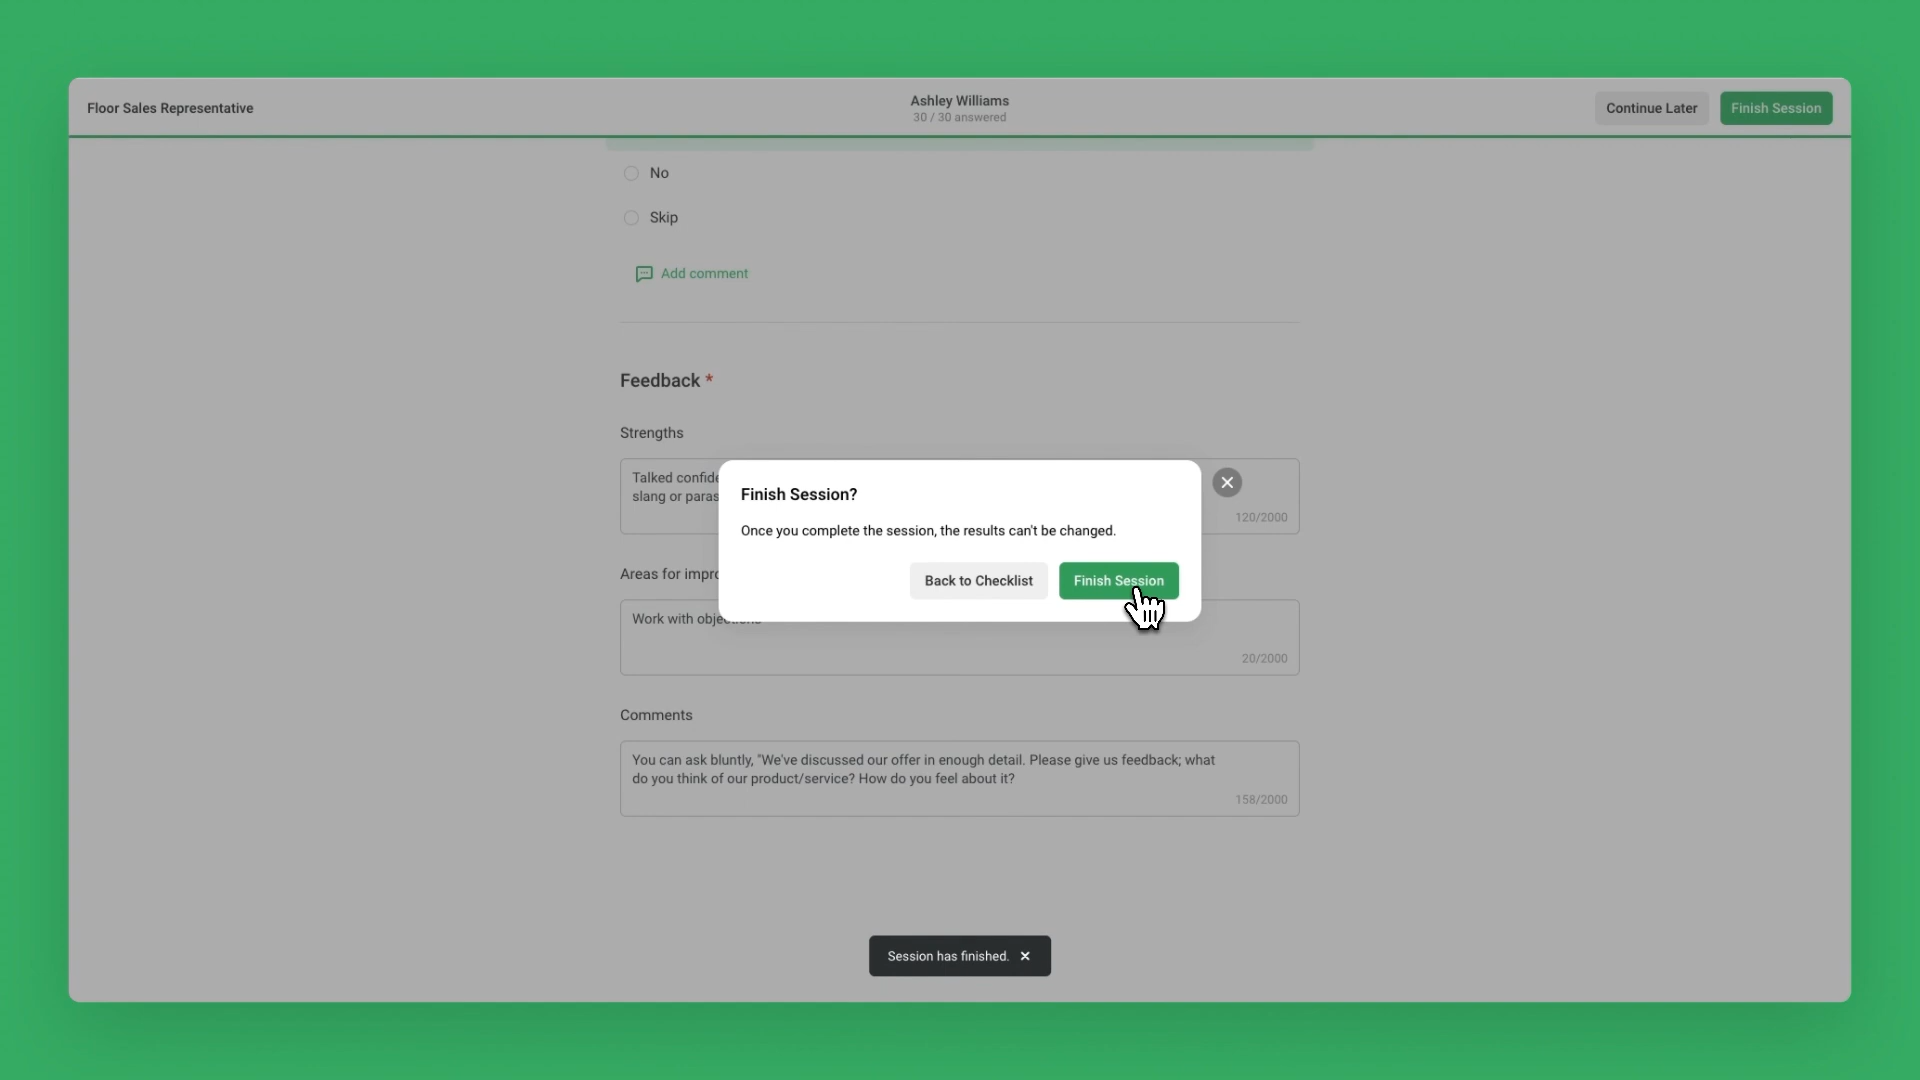 Floor Sales Representative
Ashley Williams
30 / 30 answered
Continue Later
Finish Session
No
Skip
Add comment
Feedback *
Strengths
Talked confide
slang or paras
120/2000
Finish Session?
Once you complete the session, the results can't be changed.
Back to Checklist
Finish Session
Areas for impro
Work with objections
20/2000
Comments
You can ask bluntly, "We've discussed our offer in enough detail. Please give us feedback; what
do you think of our product/service? How do you feel about it?
158/2000
Session has finished.